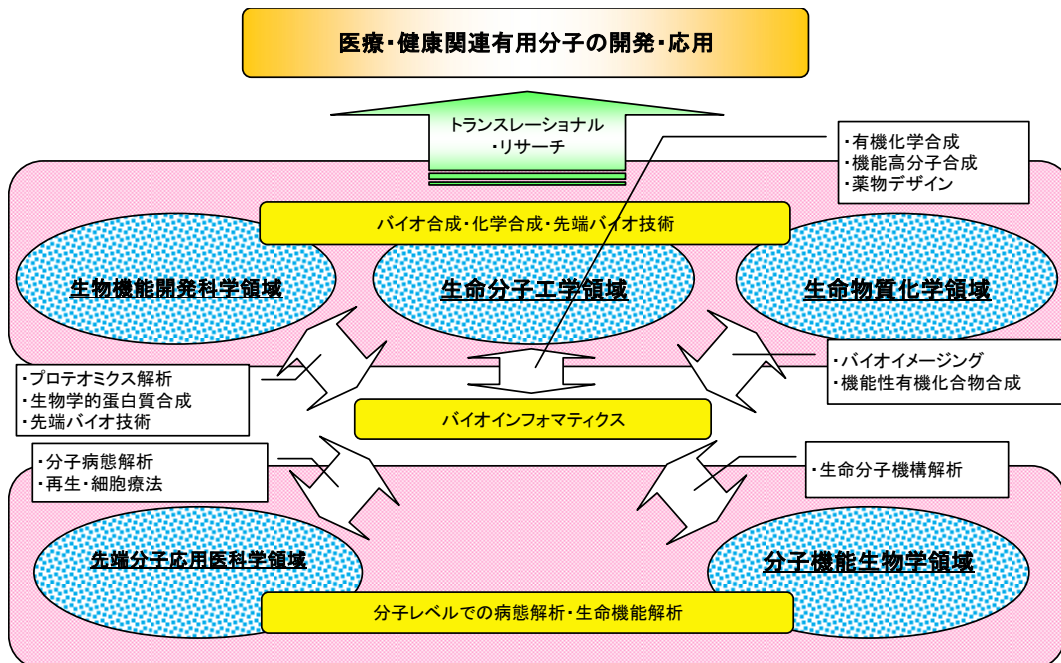 医療・健康関連有用分子の開発・応用
トランスレーショナル
・リサーチ
・有機化学合成
・機能高分子合成
・薬物デザイン
バイオ合成・化学合成・先端バイオ技術
生物機能開発科学領域
生命分子工学領域
生命物質化学領域
・プロテオミクス解析
・生物学的蛋白質合成
・先端バイオ技術
・バイオイメージング
・機能性有機化合物合成
バイオインフォマティクス
・分子病態解析
・再生・細胞療法
・生命分子機構解析
先端分子応用医科学領域
分子機能生物学領域
分子レベルでの病態解析・生命機能解析